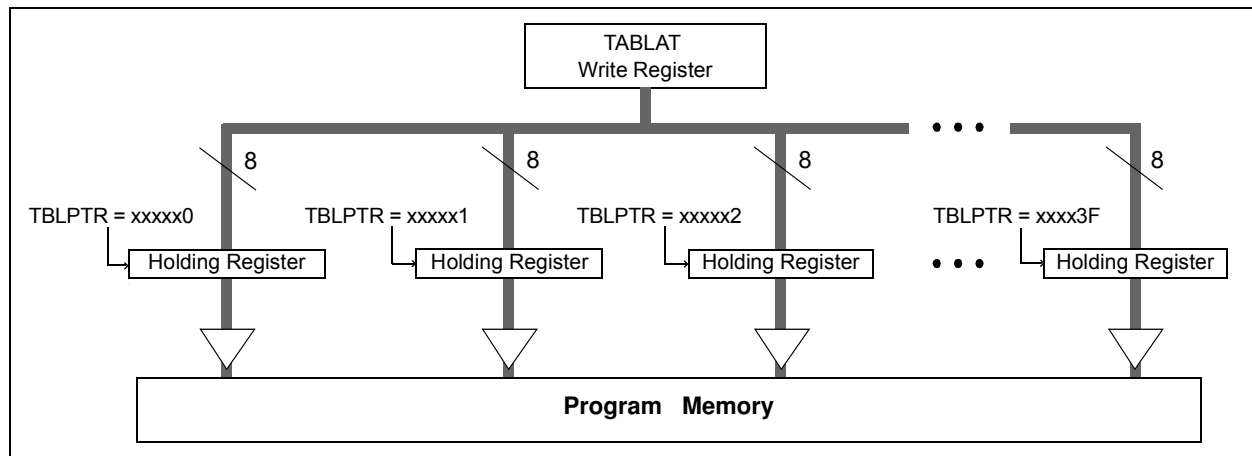 TABLAT
Write Register
8 8 8 8
TBLPTR = xxxxx0 TBLPTR = xxxxx1 TBLPTR = xxxxx2 TBLPTR = xxxx3F
Holding Register Holding Register Holding Register Holding Register
Program Memory